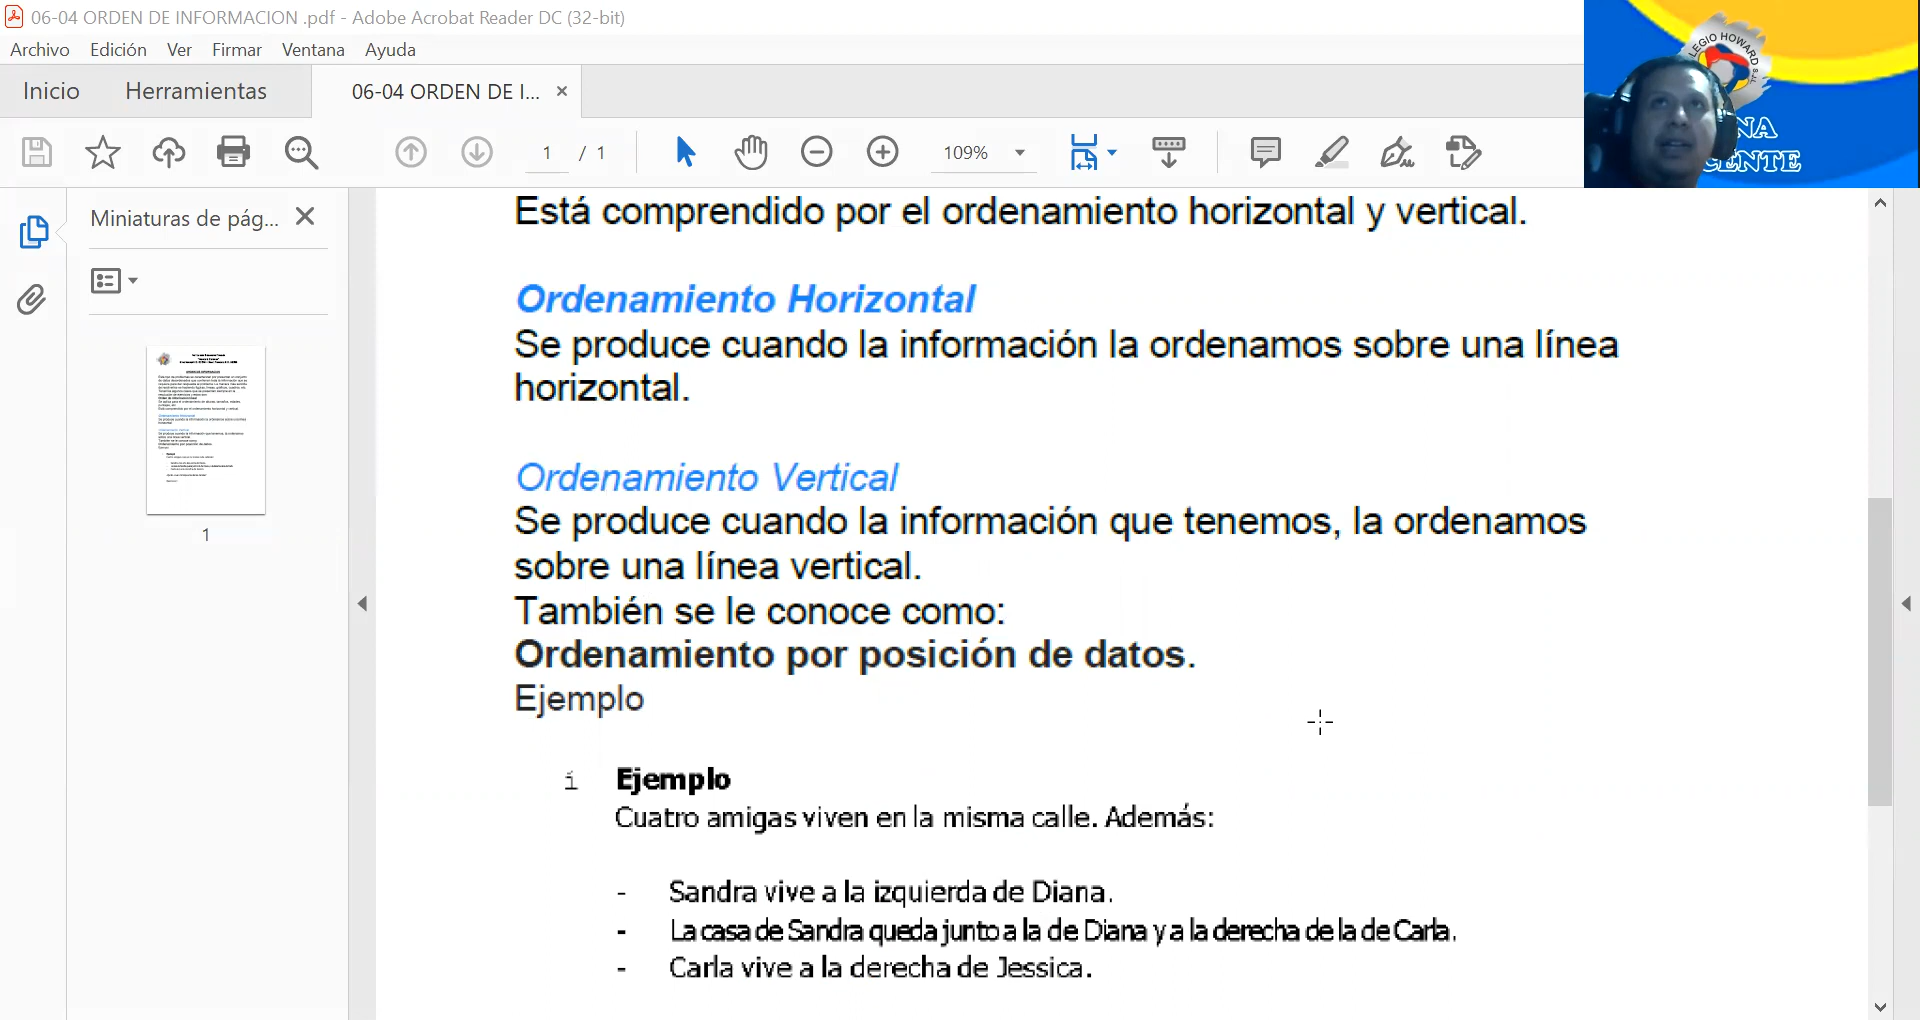 06-04 ORDEN DE INFORMACION .pdf - Adobe Acrobat Reader DC (32-bit)
Archivo Edición Ver Firmar Ventana Ayuda
Inicio Herramientas 06-04 ORDEN DE I... ×
1 / 1 109%
LEGIO HOWARD S.J.L.
NA
CENTE
Miniaturas de pág...
1
Está comprendido por el ordenamiento horizontal y vertical.
Ordenamiento Horizontal
Se produce cuando la información la ordenamos sobre una línea
horizontal.
Ordenamiento Vertical
Se produce cuando la información que tenemos, la ordenamos
sobre una línea vertical.
También se le conoce como:
Ordenamiento por posición de datos.
Ejemplo
í Ejemplo
Cuatro amigas viven en la misma calle. Además:
- Sandra vive a la izquierda de Diana.
- La casa de Sandra queda junto a la de Diana y a la derecha de la de Carla.
- Carla vive a la derecha de Jessica.